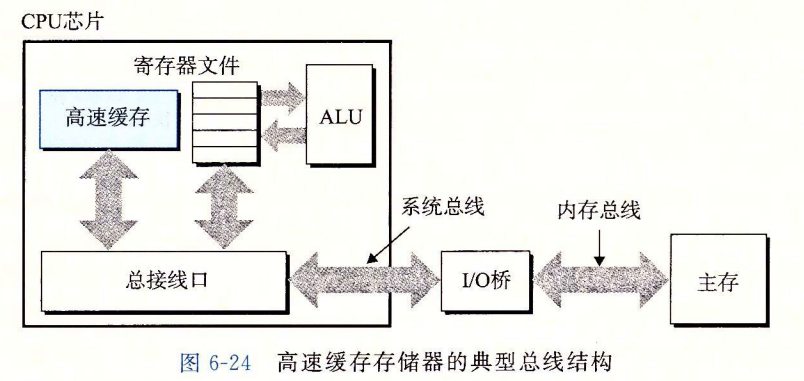 CPU芯片
寄存器文件
高速缓存
ALU
系统总线
内存总线
总接线口
I/O桥
主存
图 6-24 高速缓存存储器的典型总线结构